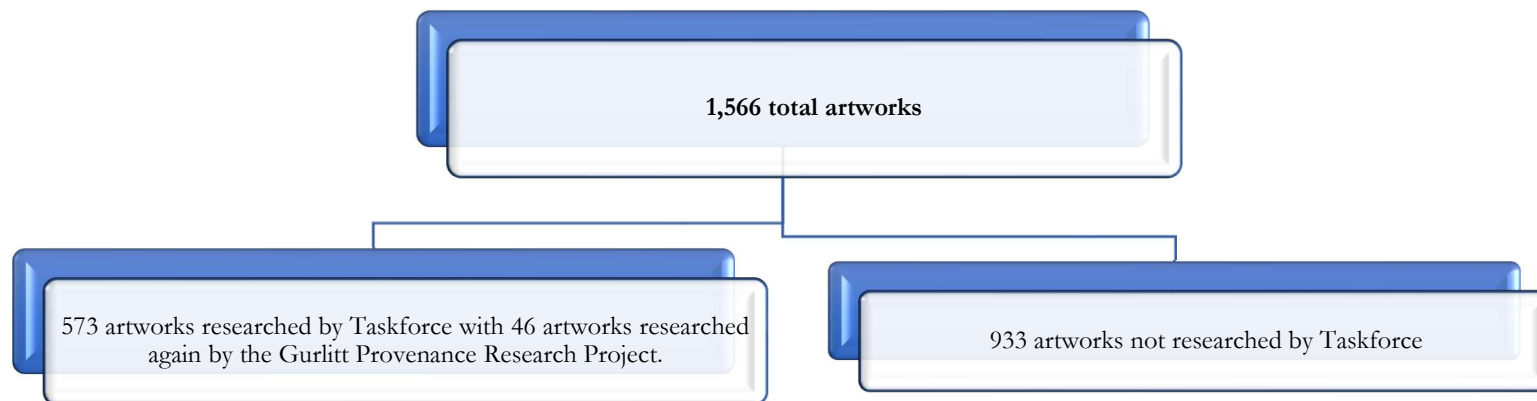 1,566 total artworks
573 artworks researched by Taskforce with 46 artworks researched
again by the Gurlitt Provenance Research Project.
933 artworks not researched by Taskforce